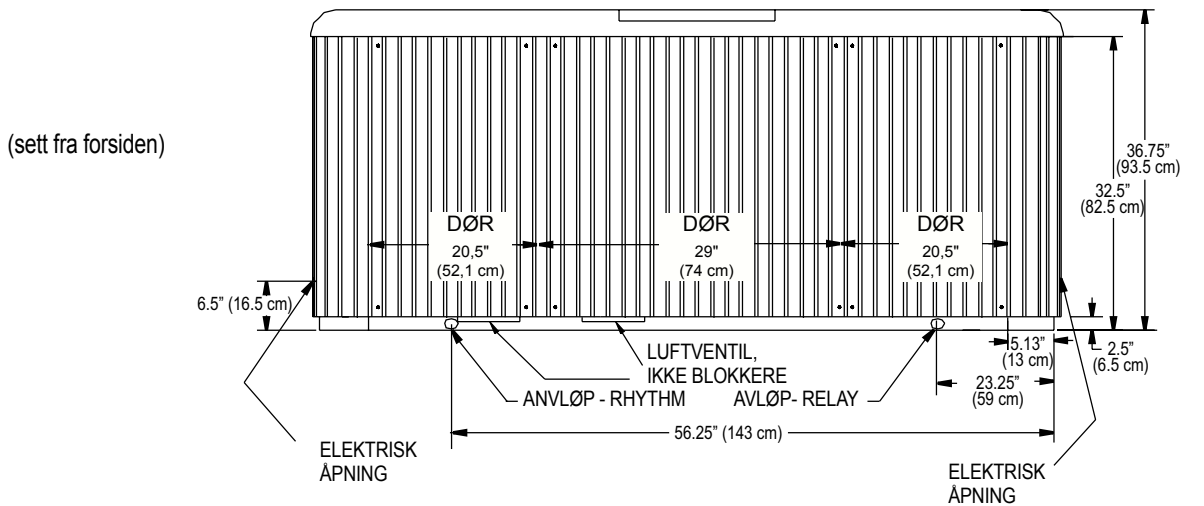 (sett fra forsiden)
36.75”
(93.5 cm)
32.5”
(82.5 cm)
DØR
20,5"
(52,1 cm)
DØR
29"
(74 cm)
DØR
20,5"
(52,1 cm)
6.5” (16.5 cm)
LUFTVENTIL,
IKKE BLOKKERE
5.13”
(13 cm)
2.5”
(6.5 cm)
ANVLØP - RHYTHM
AVLØP- RELAY
23.25”
(59 cm)
56.25” (143 cm)
ELEKTRISK
ÅPNING
ELEKTRISK
ÅPNING